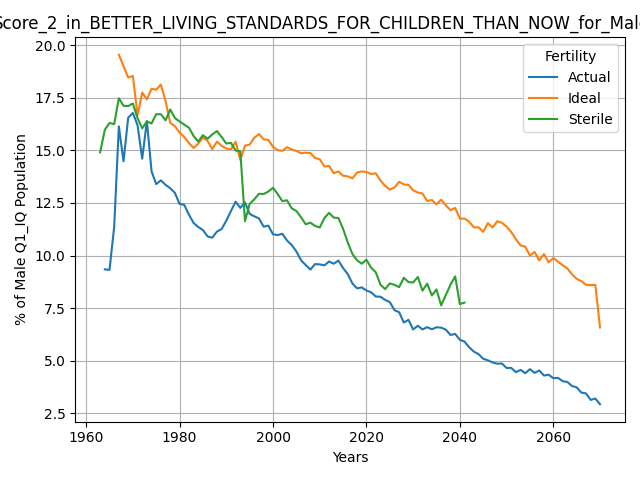 Score_2_in_BETTER_LIVING_STANDARDS_FOR_CHILDREN_THAN_NOW_for_Male
Fertility
Actual
Ideal
Sterile
% of Male Q1_IQ Population
20.0
17.5
15.0
12.5
10.0
7.5
5.0
2.5
1960 1980 2000 2020 2040 2060
Years